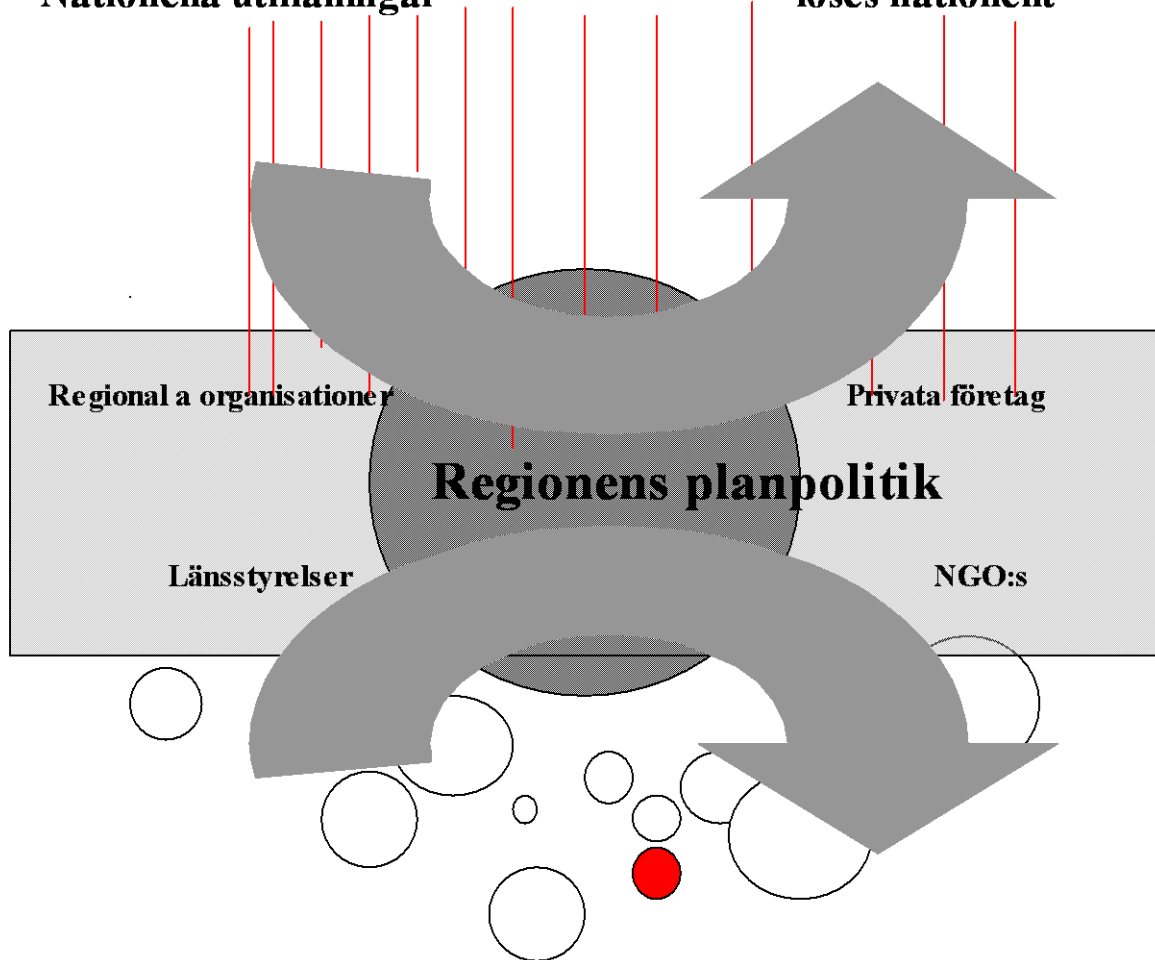 Nationella utmaningar
löses nationellt
Regional a organisationer
Privata företag
Regionens planpolitik
Länsstyrelser
NGO:s